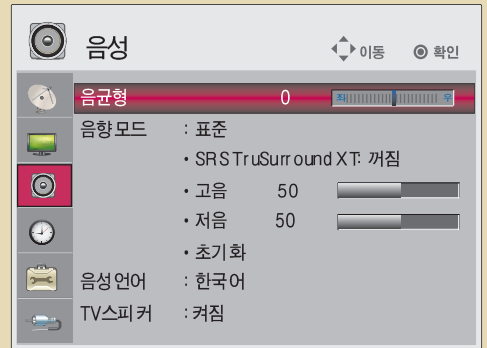 음성 이동 확인
음균형 0 좌 우
음향모드 : 표준
• SRS TruSurround XT: 꺼짐
• 고음 50
• 저음 50
• 초기화
음성언어 : 한국어
TV스피커 : 켜짐